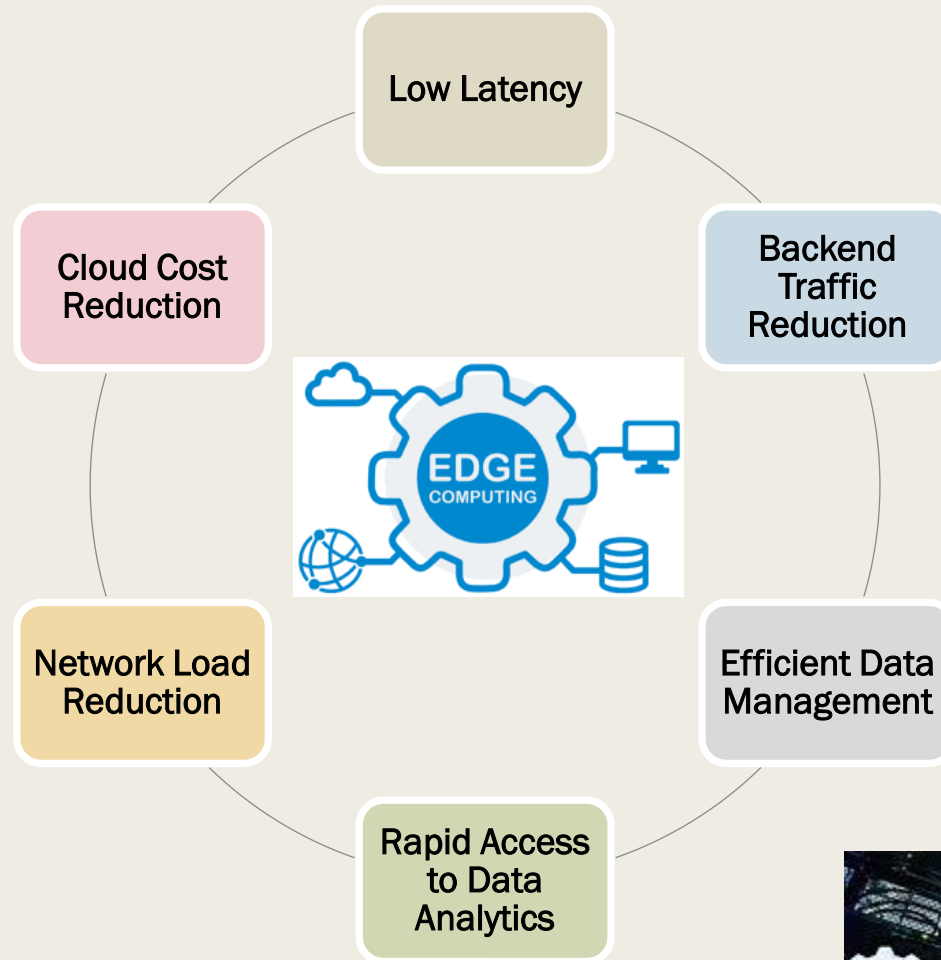 Low Latency
Backend
Traffic
Reduction
Efficient Data
Management
Rapid Access
to Data
Analytics
Network Load
Reduction
Cloud Cost
Reduction
EDGE
COMPUTING